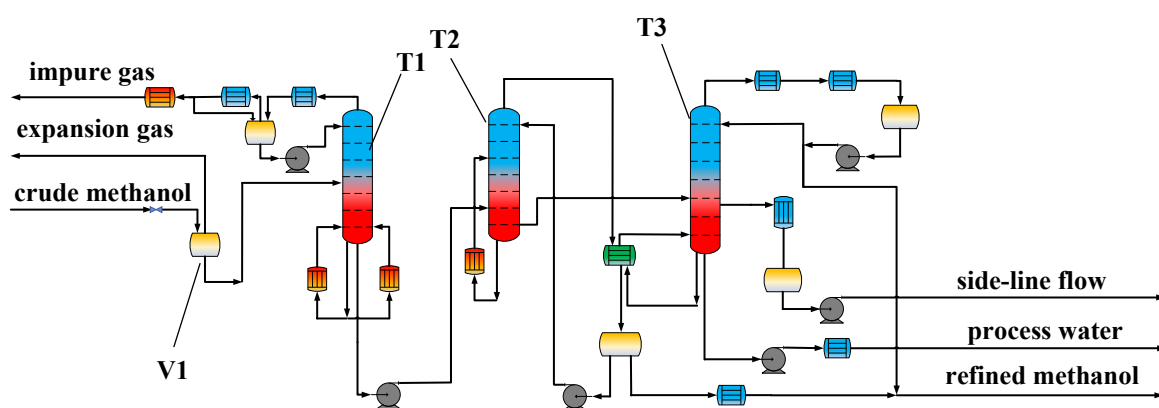 T3
T2
T1
impure gas
expansion gas
crude methanol
V1
side-line flow
process water
refined methanol